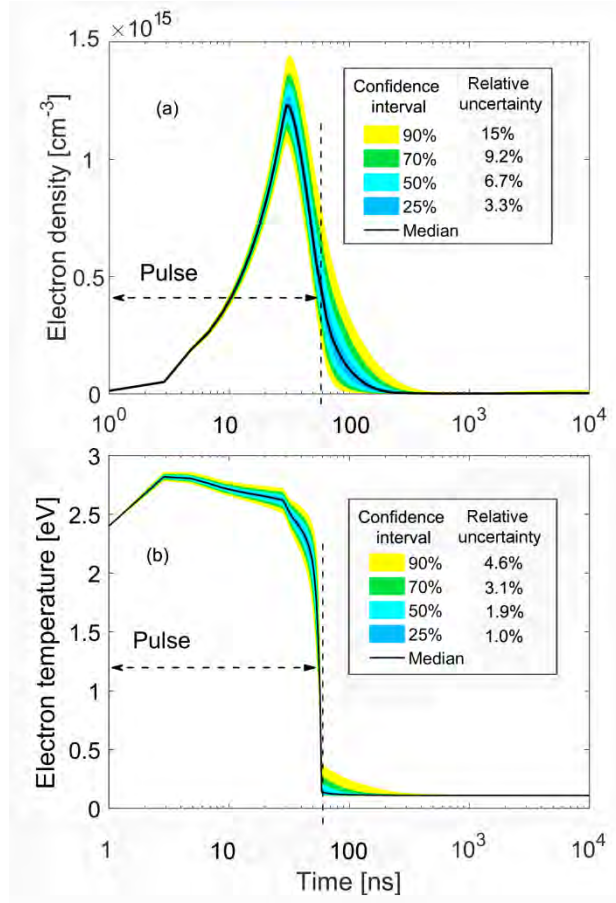 ×10^15
1.5
1
0.5
0
Electron density [cm^-3]
(a)
Confidence interval Relative uncertainty
90% 15%
70% 9.2%
50% 6.7%
25% 3.3%
Median
Pulse
10^0 10 100 10^3 10^4
3
2.5
2
1.5
1
0.5
0
Electron temperature [eV]
(b)
Confidence interval Relative uncertainty
90% 4.6%
70% 3.1%
50% 1.9%
25% 1.0%
Median
Pulse
1 10 100 10^3 10^4
Time [ns]